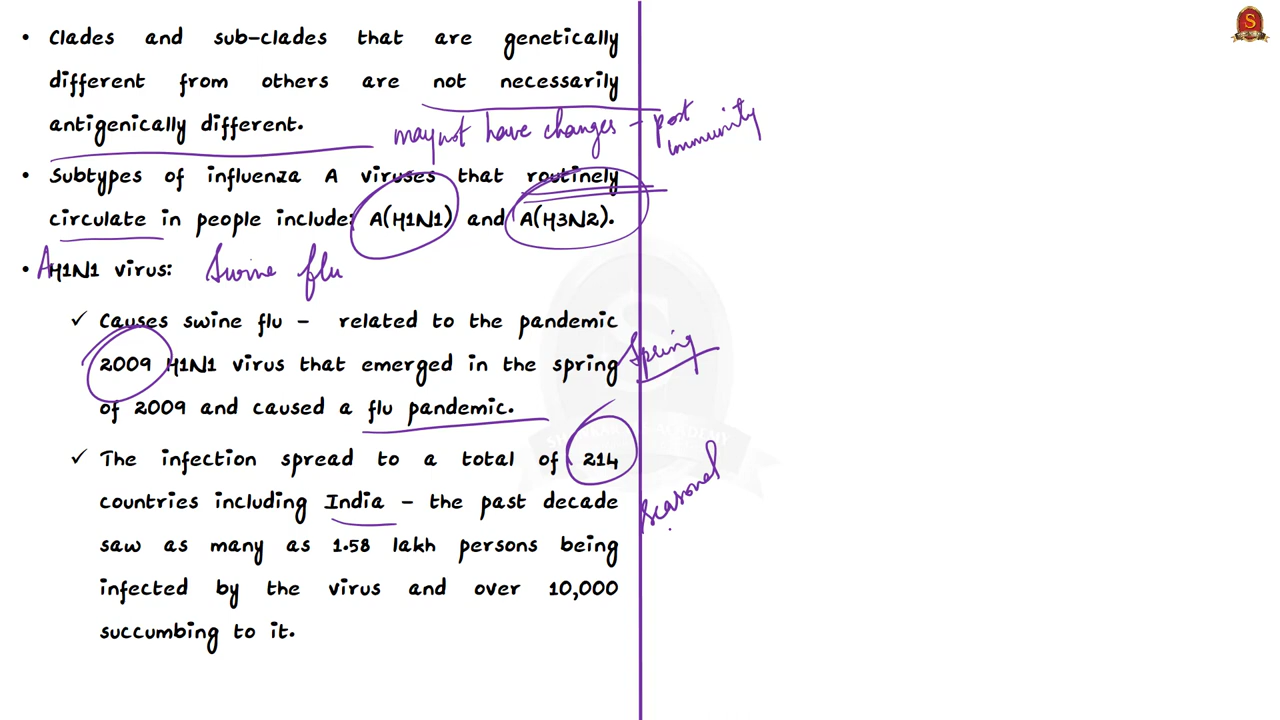 • Clades and sub-clades that are genetically
different from others are not necessarily
antigenically different.
may not have changes - post
immunity
• Subtypes of influenza A viruses that routinely
circulate in people include: A(H1N1) and A(H3N2).
• A H1N1 virus: Swine flu
✓ Causes swine flu – related to the pandemic
2009 H1N1 virus that emerged in the spring
Spring
of 2009 and caused a flu pandemic.
✓ The infection spread to a total of 214
countries including India – the past decade
Seasonal
saw as many as 1.58 lakh persons being
infected by the virus and over 10,000
succumbing to it.